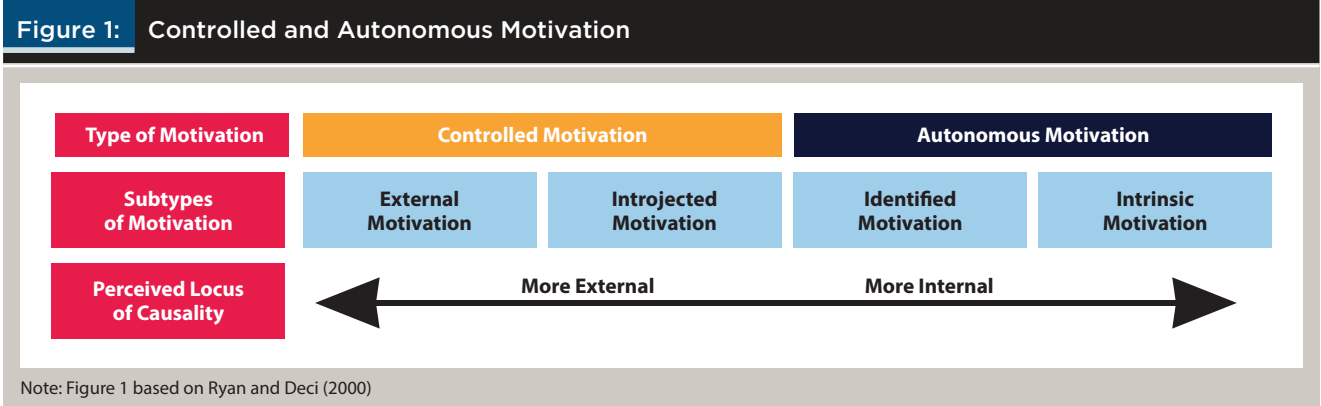 Figure 1: Controlled and Autonomous Motivation
Type of Motivation
Controlled Motivation
Autonomous Motivation
Subtypes
of Motivation
External
Motivation
Introjected
Motivation
Identified
Motivation
Intrinsic
Motivation
Perceived Locus
of Causality
More External
More Internal
Note: Figure 1 based on Ryan and Deci (2000)